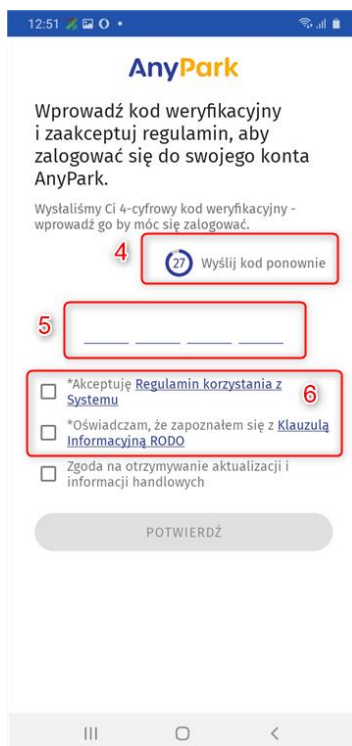 12:51
AnyPark
Wprowadź kod weryfikacyjny
i zaakceptuj regulamin, aby
zalogować się do swojego konta
AnyPark.
Wysłaliśmy Ci 4-cyfrowy kod weryfikacyjny -
wprowadź go by móc się zalogować.
4
27 Wyślij kod ponownie
5
*Akceptuję Regulamin korzystania z
Systemu
6
*Oświadczam, że zapoznałem się z Klauzulą
Informacyjną RODO
Zgoda na otrzymywanie aktualizacji i
informacji handlowych
POTWIERDŹ